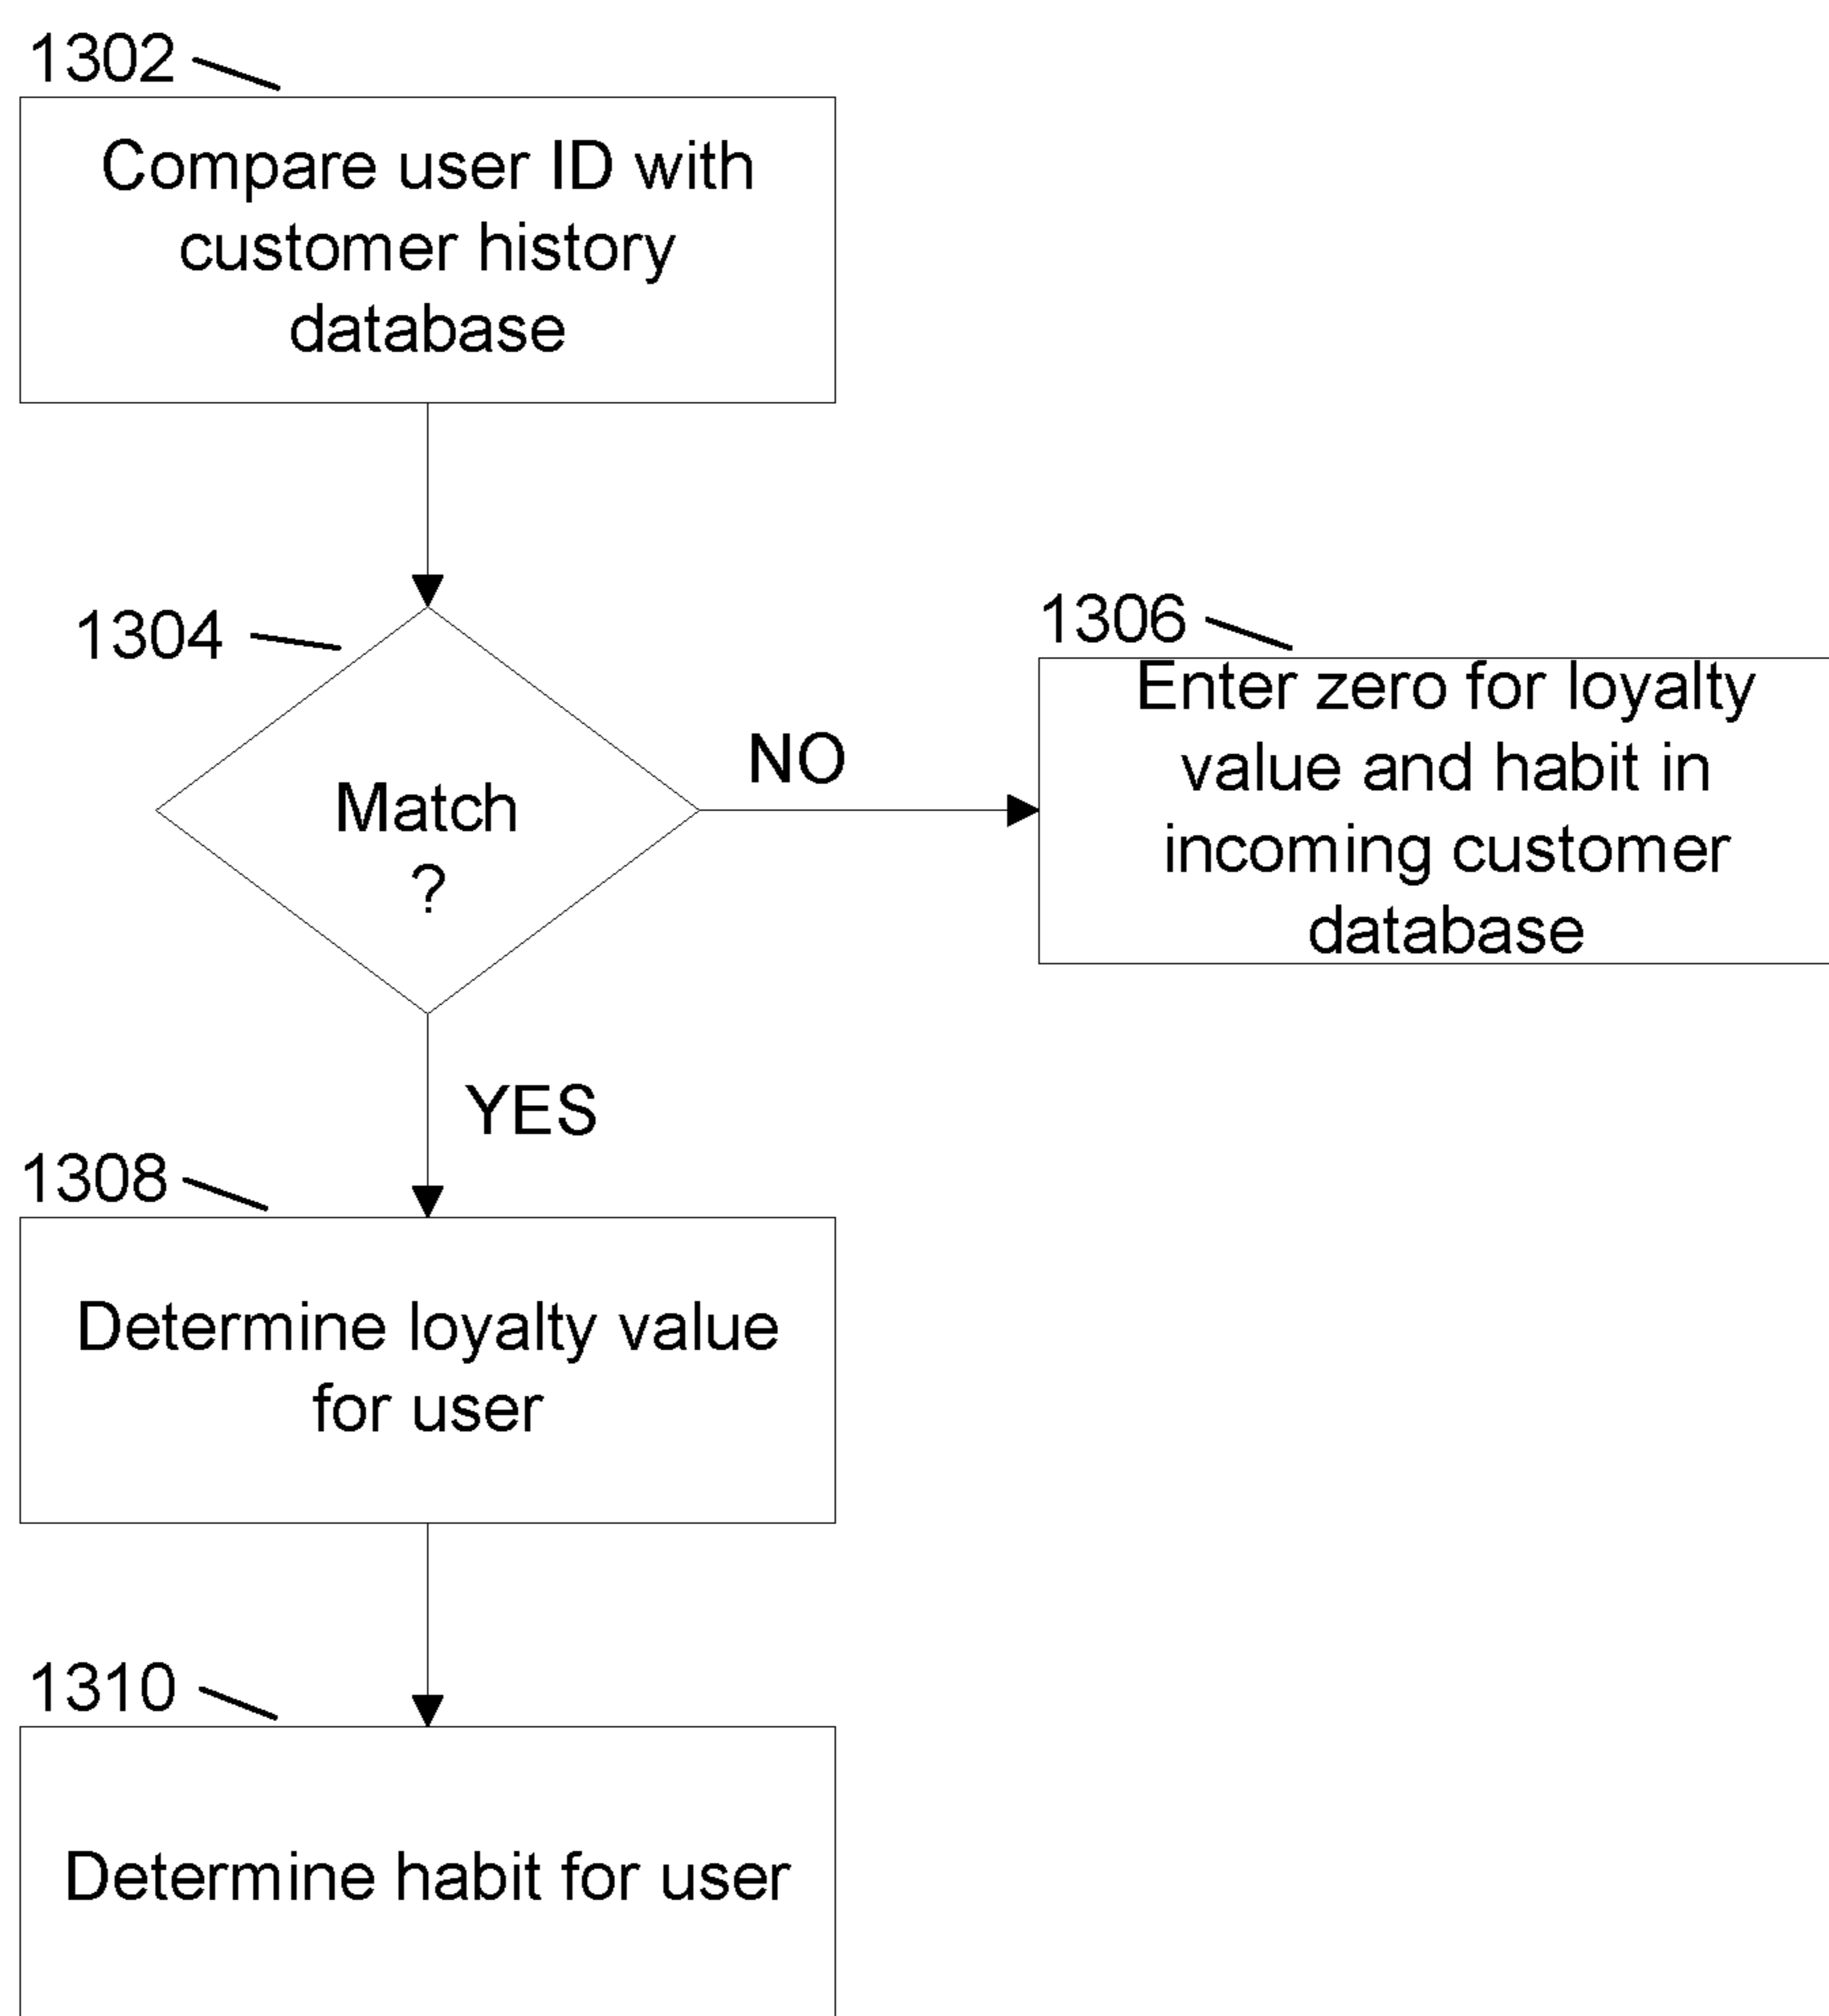 1302
Compare user ID with
customer history
database
1304
Match
?
NO
1306
Enter zero for loyalty
value and habit in
incoming customer
database
YES
1308
Determine loyalty value
for user
1310
Determine habit for user